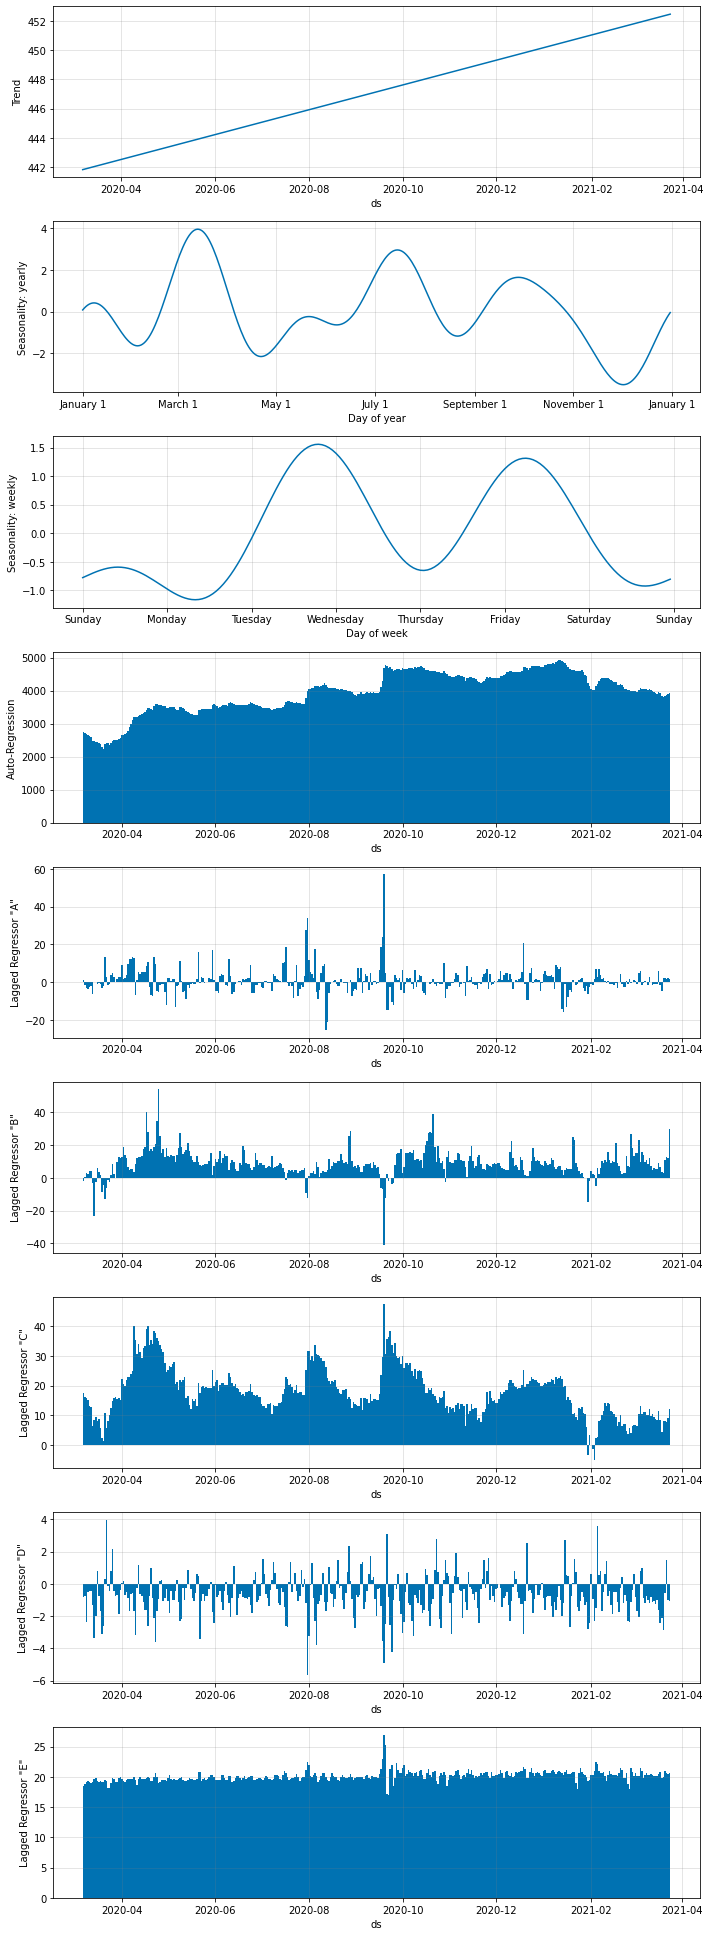 452
450
448
446
444
442
Trend
2020-04 2020-06 2020-08 2020-10 2020-12 2021-02 2021-04
ds
4
2
0
−2
Seasonality: yearly
January 1 March 1 May 1 July 1 September 1 November 1 January 1
Day of year
1.5
1.0
0.5
0.0
−0.5
−1.0
Seasonality: weekly
Sunday Monday Tuesday Wednesday Thursday Friday Saturday Sunday
Day of week
5000
4000
3000
2000
1000
0
Auto-Regression
2020-04 2020-06 2020-08 2020-10 2020-12 2021-02 2021-04
ds
60
40
20
0
−20
Lagged Regressor "A"
2020-04 2020-06 2020-08 2020-10 2020-12 2021-02 2021-04
ds
40
20
0
−20
−40
Lagged Regressor "B"
2020-04 2020-06 2020-08 2020-10 2020-12 2021-02 2021-04
ds
40
30
20
10
0
Lagged Regressor "C"
2020-04 2020-06 2020-08 2020-10 2020-12 2021-02 2021-04
ds
4
2
0
−2
−4
−6
Lagged Regressor "D"
2020-04 2020-06 2020-08 2020-10 2020-12 2021-02 2021-04
ds
25
20
15
10
5
0
Lagged Regressor "E"
2020-04 2020-06 2020-08 2020-10 2020-12 2021-02 2021-04
ds